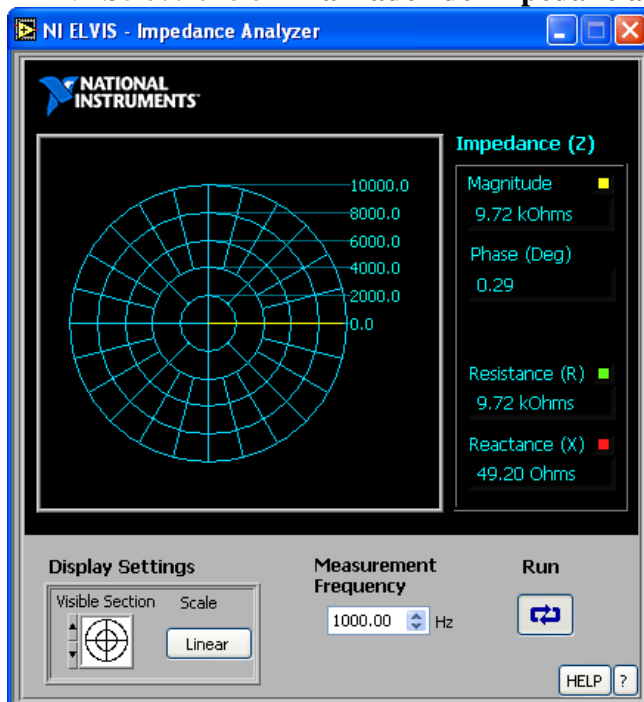 NI ELVIS - Impedance Analyzer
NATIONAL
INSTRUMENTS™
10000.0
8000.0
6000.0
4000.0
2000.0
0.0
Impedance (Z)
Magnitude
9.72 kOhms
Phase (Deg)
0.29
Resistance (R)
9.72 kOhms
Reactance (X)
49.20 Ohms
Display Settings
Visible Section
Scale
Linear
Measurement
Frequency
1000.00 Hz
Run
HELP ?